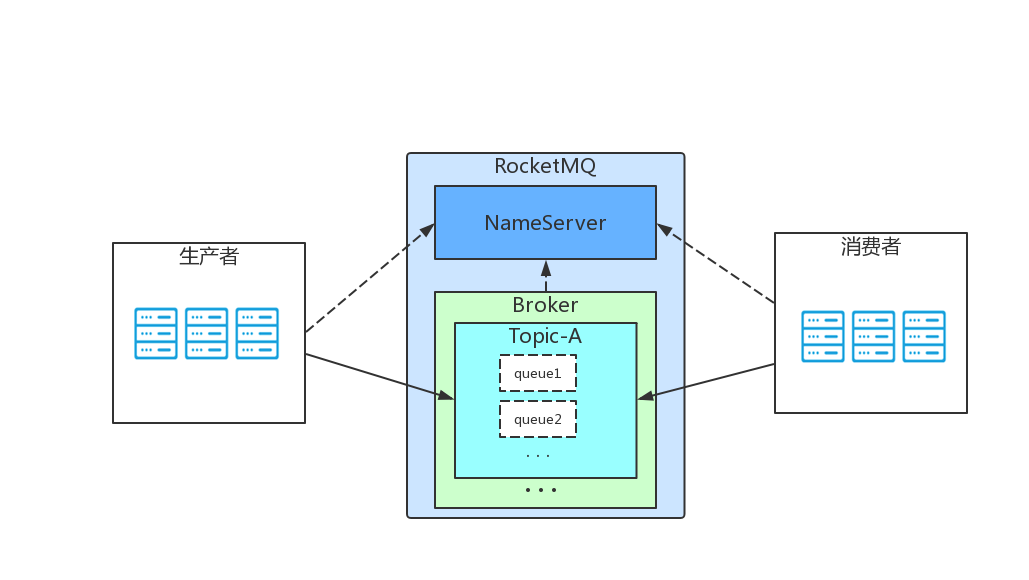 RocketMQ
NameServer
生产者
消费者
Broker
Topic-A
queue1
queue2
. . .
• • •